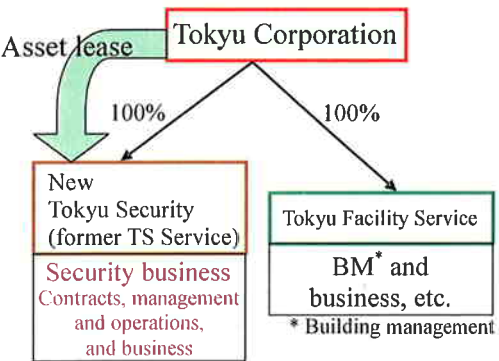 Tokyu Corporation
Asset lease
100%
100%
New
Tokyu Security
(former TS Service)
Security business
Contracts, management
and operations,
and business
Tokyu Facility Service
BM* and
business, etc.
* Building management